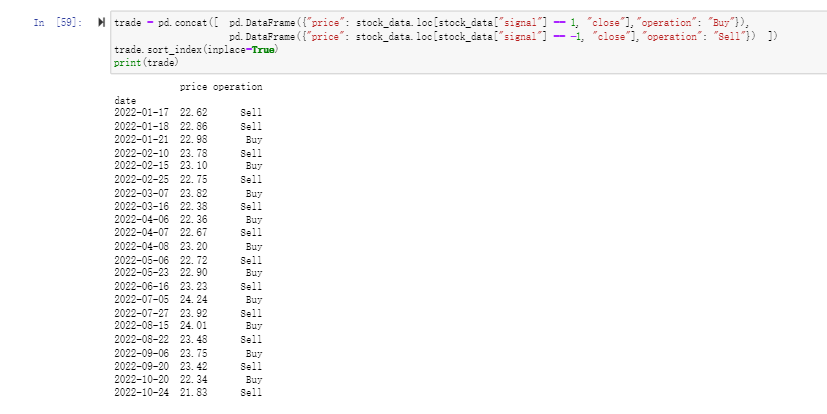 In [59]: trade = pd.concat([ pd.DataFrame({"price": stock_data.loc[stock_data["signal"] == 1, "close"],"operation": "Buy"}),
pd.DataFrame({"price": stock_data.loc[stock_data["signal"] == -1, "close"],"operation": "Sell"}) ])
trade.sort_index(inplace=True)
print(trade)
price operation
date
2022-01-17 22.62 Sell
2022-01-18 22.86 Sell
2022-01-21 22.98 Buy
2022-02-10 23.78 Sell
2022-02-15 23.10 Buy
2022-02-25 22.75 Sell
2022-03-07 23.82 Buy
2022-03-16 22.38 Sell
2022-04-06 22.36 Buy
2022-04-07 22.67 Sell
2022-04-08 23.20 Buy
2022-05-06 22.72 Sell
2022-05-23 22.90 Buy
2022-06-16 23.23 Sell
2022-07-05 24.24 Buy
2022-07-27 23.92 Sell
2022-08-15 24.01 Buy
2022-08-22 23.48 Sell
2022-09-06 23.75 Buy
2022-09-20 23.42 Sell
2022-10-20 22.34 Buy
2022-10-24 21.83 Sell